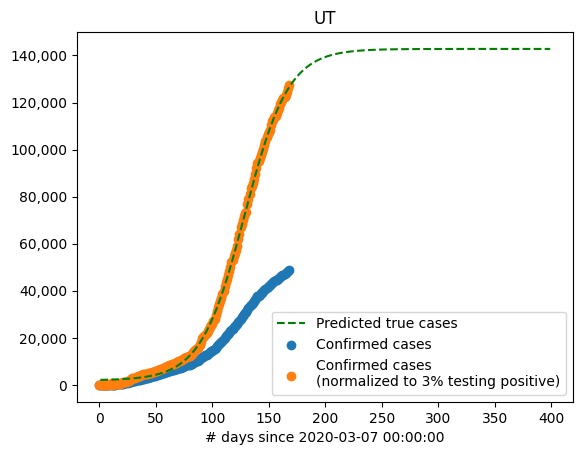 UT
140,000
120,000
100,000
80,000
60,000
40,000
20,000
0
Predicted true cases
Confirmed cases
Confirmed cases
(normalized to 3% testing positive)
0 50 100 150 200 250 300 350 400
# days since 2020-03-07 00:00:00